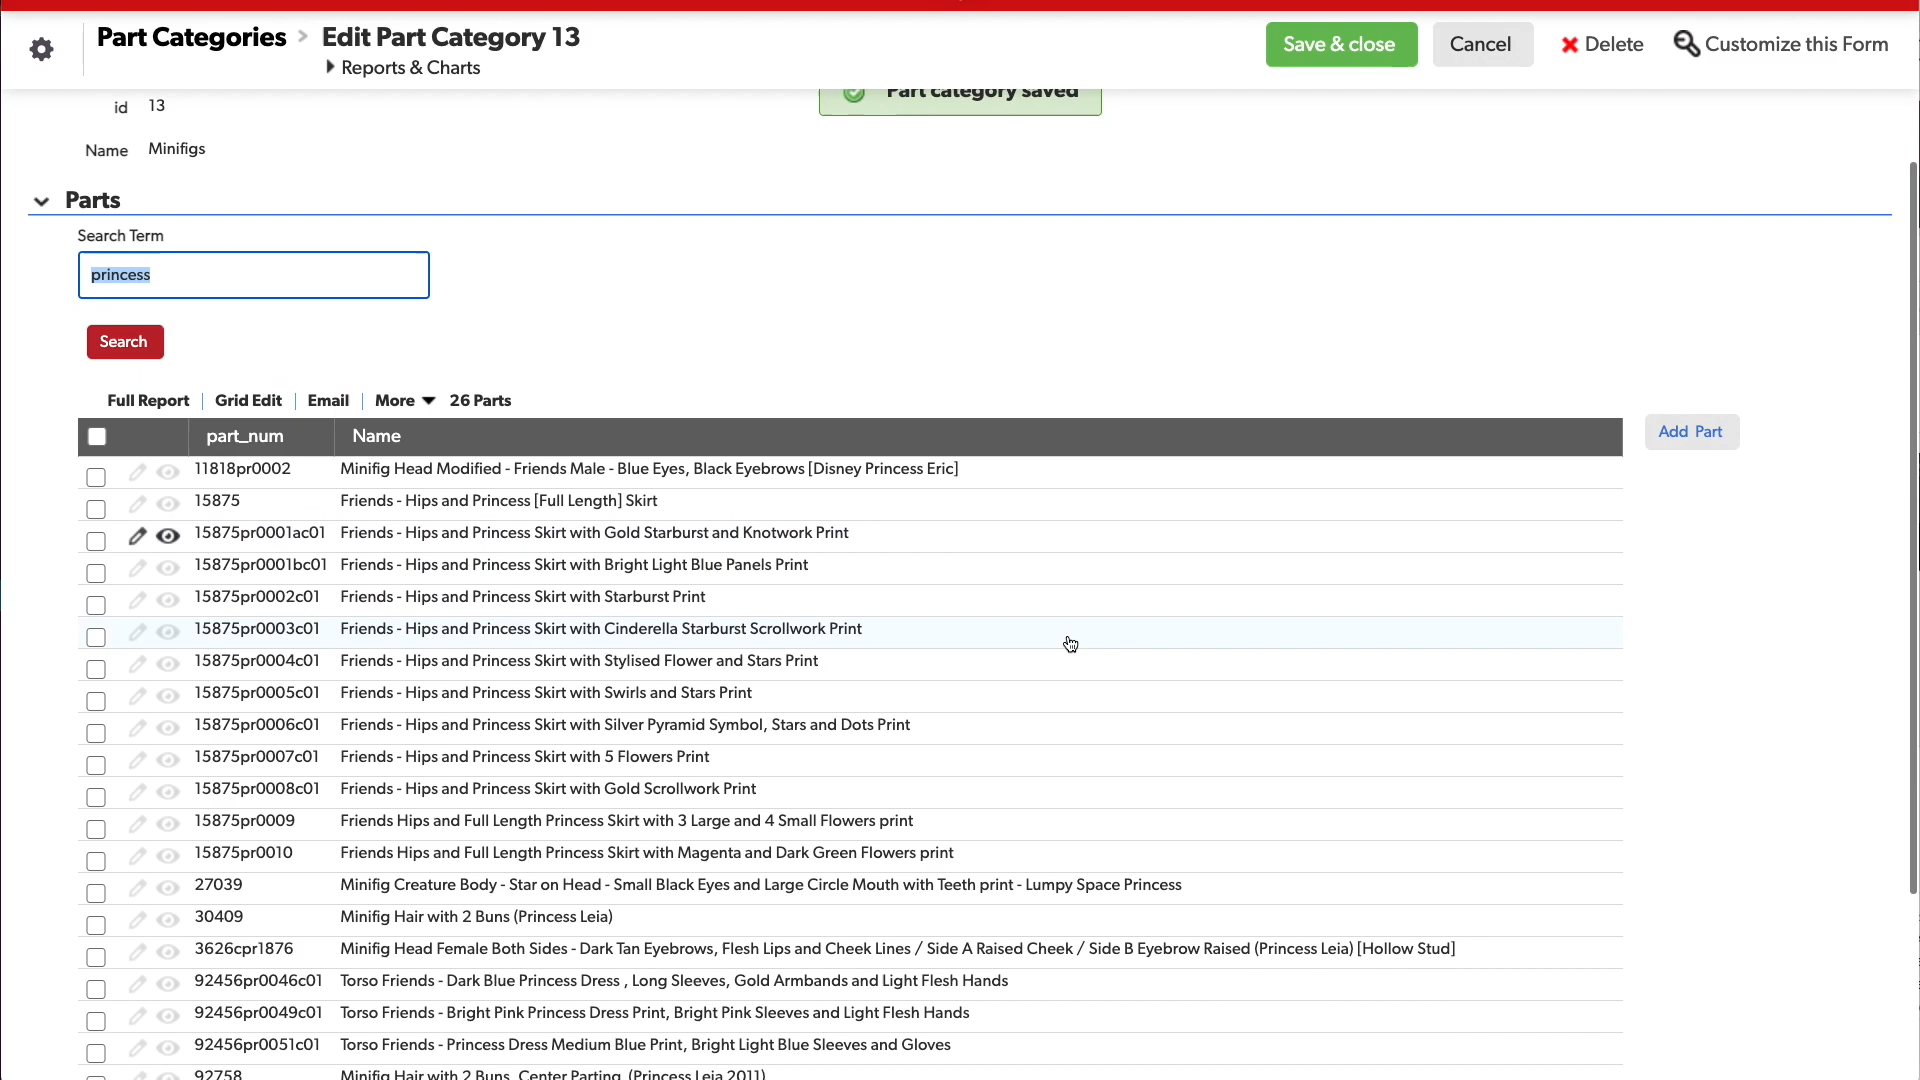 Part Categories > Edit Part Category 13
Save & close
Cancel
Delete
Customize this Form
Reports & Charts
id 13
Part category saved
Name Minifigs
Parts
Search Term
princess
Search
Full Report | Grid Edit | Email | More 26 Parts
part_num Name
Add Part
11818pr0002 Minifig Head Modified - Friends Male - Blue Eyes, Black Eyebrows [Disney Princess Eric]
15875 Friends - Hips and Princess [Full Length] Skirt
15875pr0001ac01 Friends - Hips and Princess Skirt with Gold Starburst and Knotwork Print
15875pr0001bc01 Friends - Hips and Princess Skirt with Bright Light Blue Panels Print
15875pr0002c01 Friends - Hips and Princess Skirt with Starburst Print
15875pr0003c01 Friends - Hips and Princess Skirt with Cinderella Starburst Scrollwork Print
15875pr0004c01 Friends - Hips and Princess Skirt with Stylised Flower and Stars Print
15875pr0005c01 Friends - Hips and Princess Skirt with Swirls and Stars Print
15875pr0006c01 Friends - Hips and Princess Skirt with Silver Pyramid Symbol, Stars and Dots Print
15875pr0007c01 Friends - Hips and Princess Skirt with 5 Flowers Print
15875pr0008c01 Friends - Hips and Princess Skirt with Gold Scrollwork Print
15875pr0009 Friends Hips and Full Length Princess Skirt with 3 Large and 4 Small Flowers print
15875pr0010 Friends Hips and Full Length Princess Skirt with Magenta and Dark Green Flowers print
27039 Minifig Creature Body - Star on Head - Small Black Eyes and Large Circle Mouth with Teeth print - Lumpy Space Princess
30409 Minifig Hair with 2 Buns (Princess Leia)
3626cpr1876 Minifig Head Female Both Sides - Dark Tan Eyebrows, Flesh Lips and Cheek Lines / Side A Raised Cheek / Side B Eyebrow Raised (Princess Leia) [Hollow Stud]
92456pr0046c01 Torso Friends - Dark Blue Princess Dress , Long Sleeves, Gold Armbands and Light Flesh Hands
92456pr0049c01 Torso Friends - Bright Pink Princess Dress Print, Bright Pink Sleeves and Light Flesh Hands
92456pr0051c01 Torso Friends - Princess Dress Medium Blue Print, Bright Light Blue Sleeves and Gloves
92758 Minifig Hair with 2 Buns, Center Parting, (Princess Leia 2011)